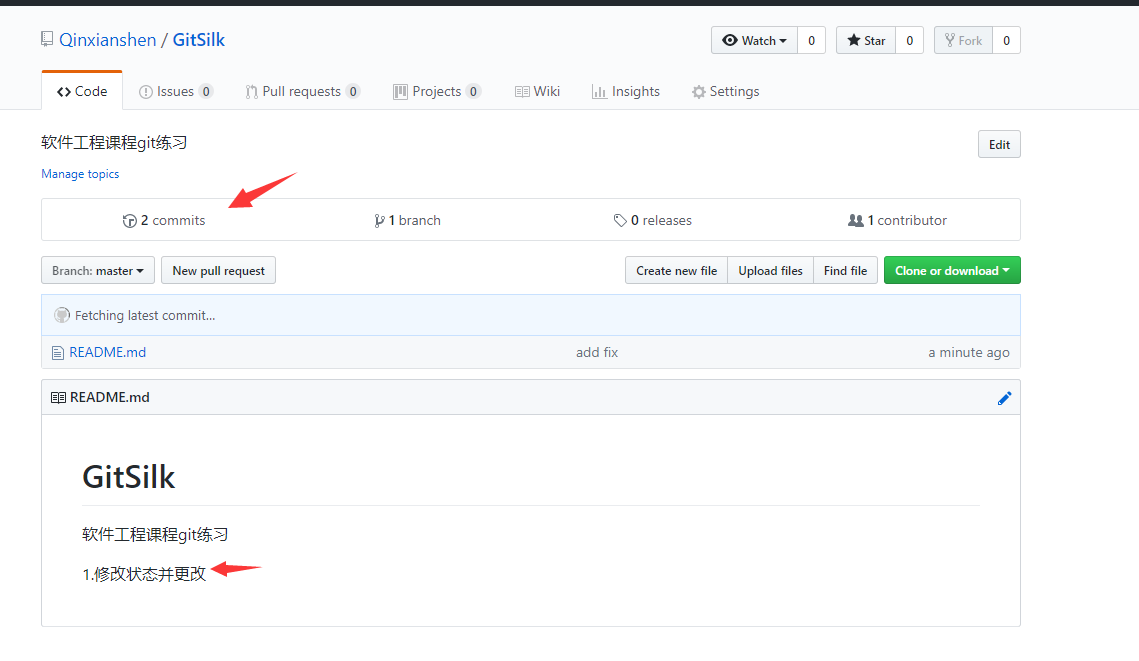 Qinxianshen / GitSilk
Watch 0 Star 0 Fork 0
Code Issues 0 Pull requests 0 Projects 0 Wiki Insights Settings
软件工程课程git练习
Edit
Manage topics
2 commits 1 branch 0 releases 1 contributor
Branch: master New pull request Create new file Upload files Find file Clone or download
Fetching latest commit...
README.md add fix a minute ago
README.md
GitSilk
软件工程课程git练习
1.修改状态并更改